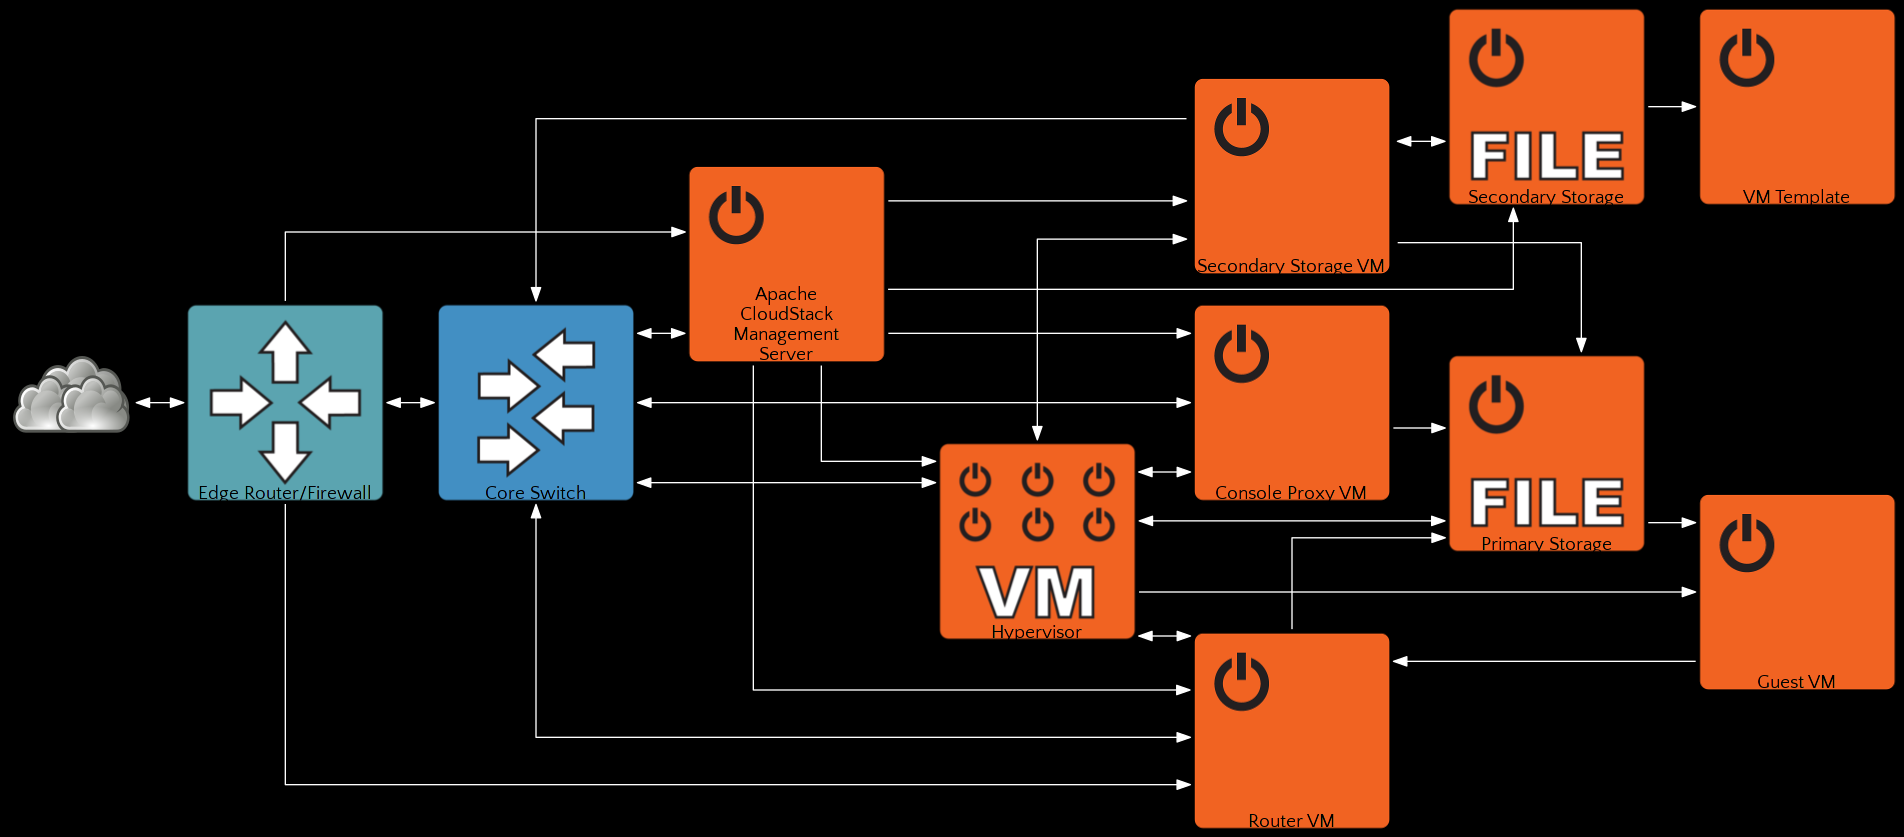 FILE
Secondary Storage
VM Template
Secondary Storage VM
Apache
CloudStack
Management
Server
Edge Router/Firewall
Core Switch
Console Proxy VM
FILE
Primary Storage
VM
Hypervisor
Guest VM
Router VM